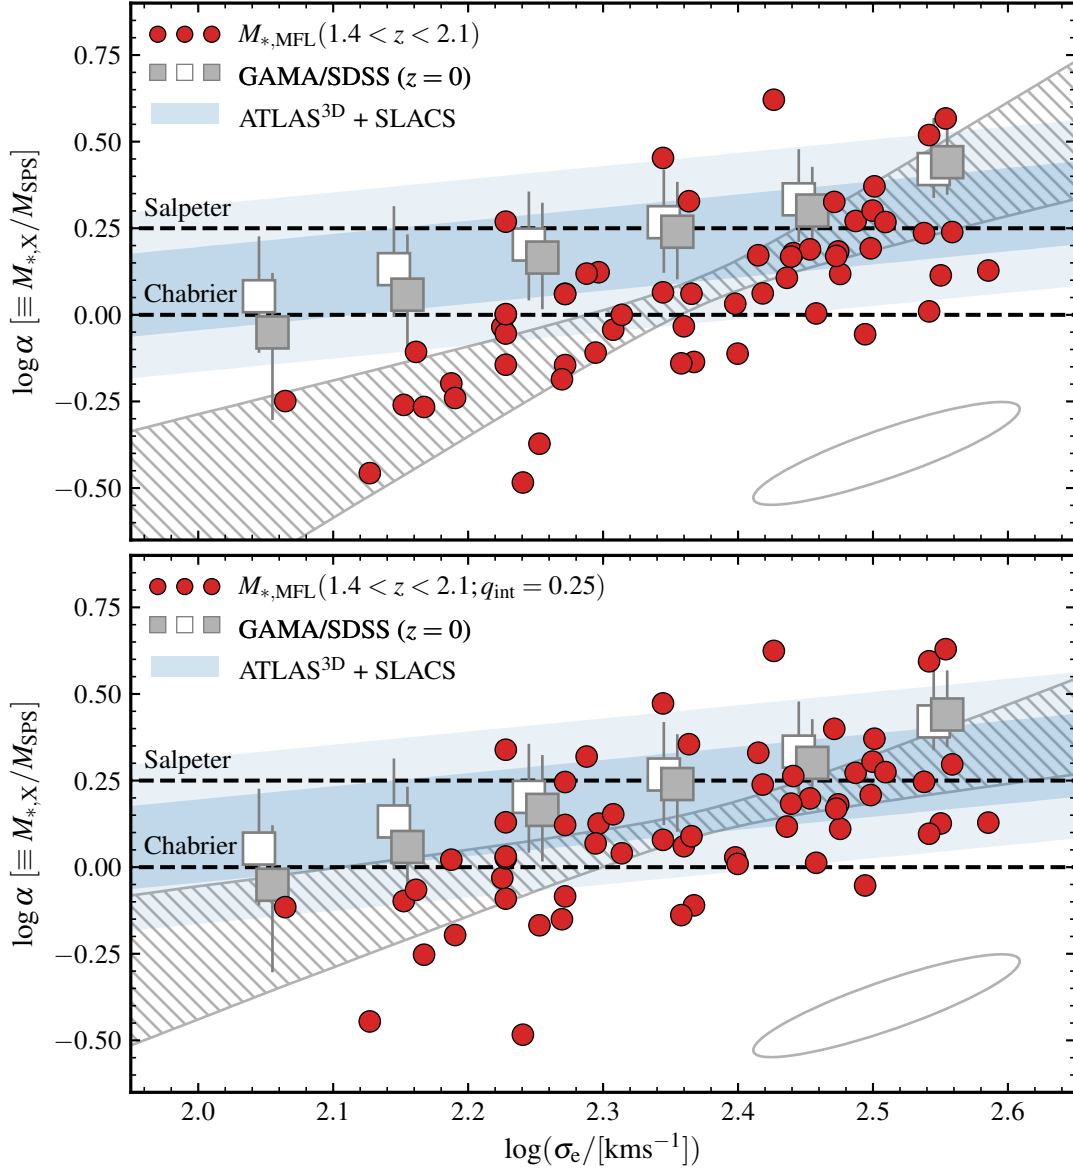 M∗,MFL(1.4 < z < 2.1)
GAMA/SDSS (z = 0)
ATLAS³ᴰ + SLACS
Salpeter
Chabrier
0.75
0.50
0.25
0.00
−0.25
−0.50
log α [≡ M∗,X/MSPS]
M∗,MFL(1.4 < z < 2.1; qint = 0.25)
GAMA/SDSS (z = 0)
ATLAS³ᴰ + SLACS
Salpeter
Chabrier
0.75
0.50
0.25
0.00
−0.25
−0.50
log α [≡ M∗,X/MSPS]
2.0 2.1 2.2 2.3 2.4 2.5 2.6
log(σe/[kms⁻¹])